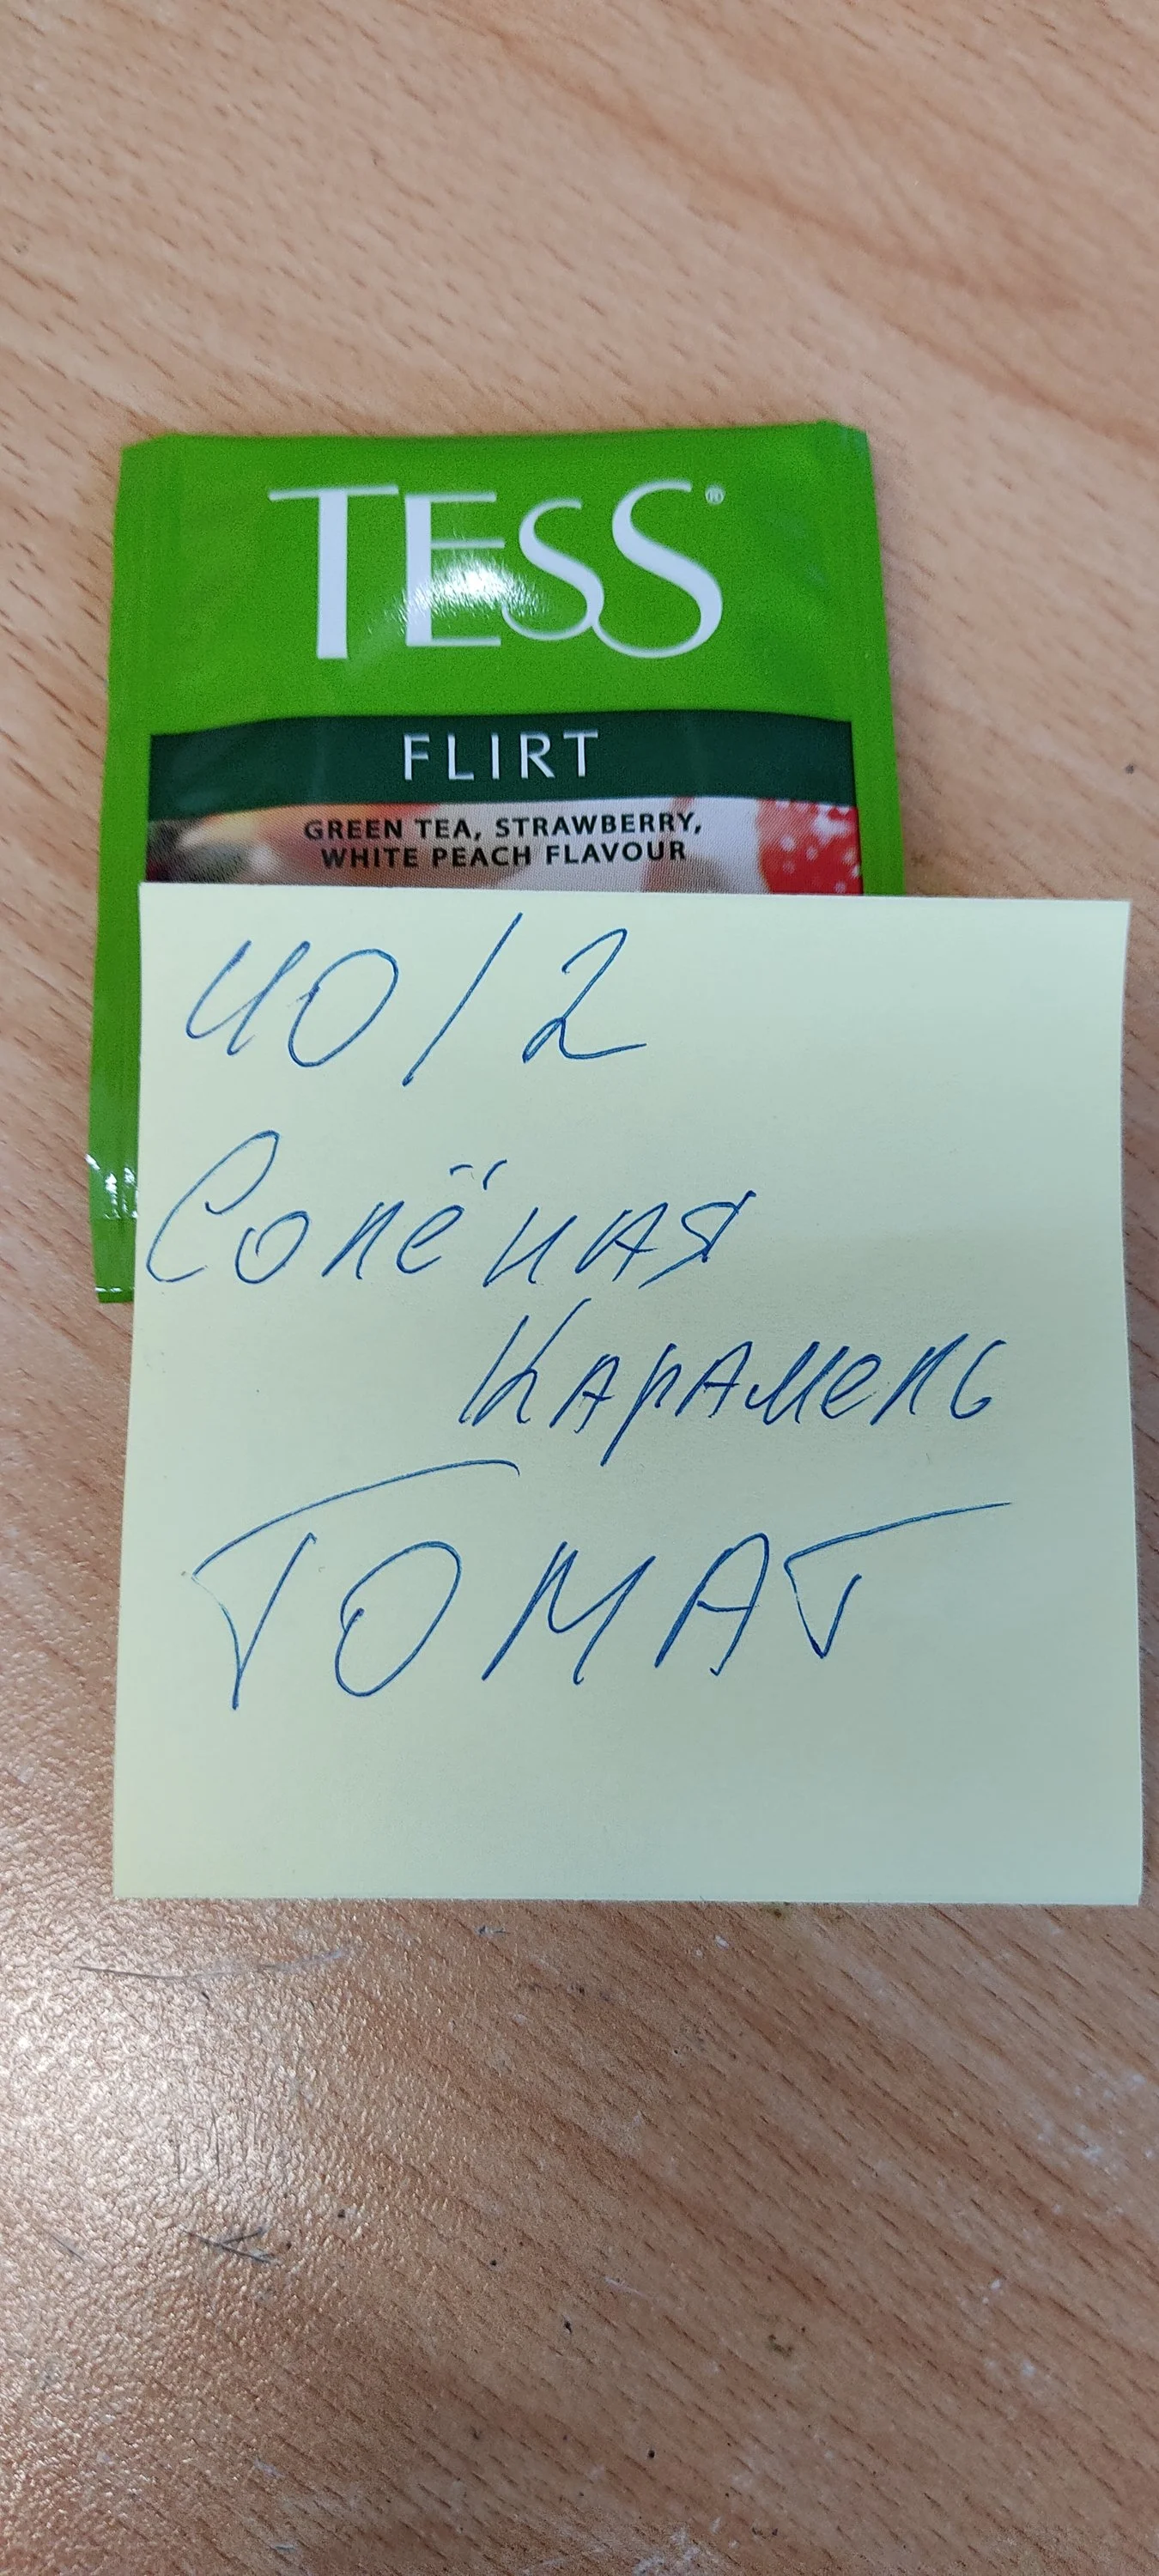 TESS®
FLIRT
GREEN TEA, STRAWBERRY,
WHITE PEACH FLAVOUR
40/2
Солёная
Карамель
ТОМАТ